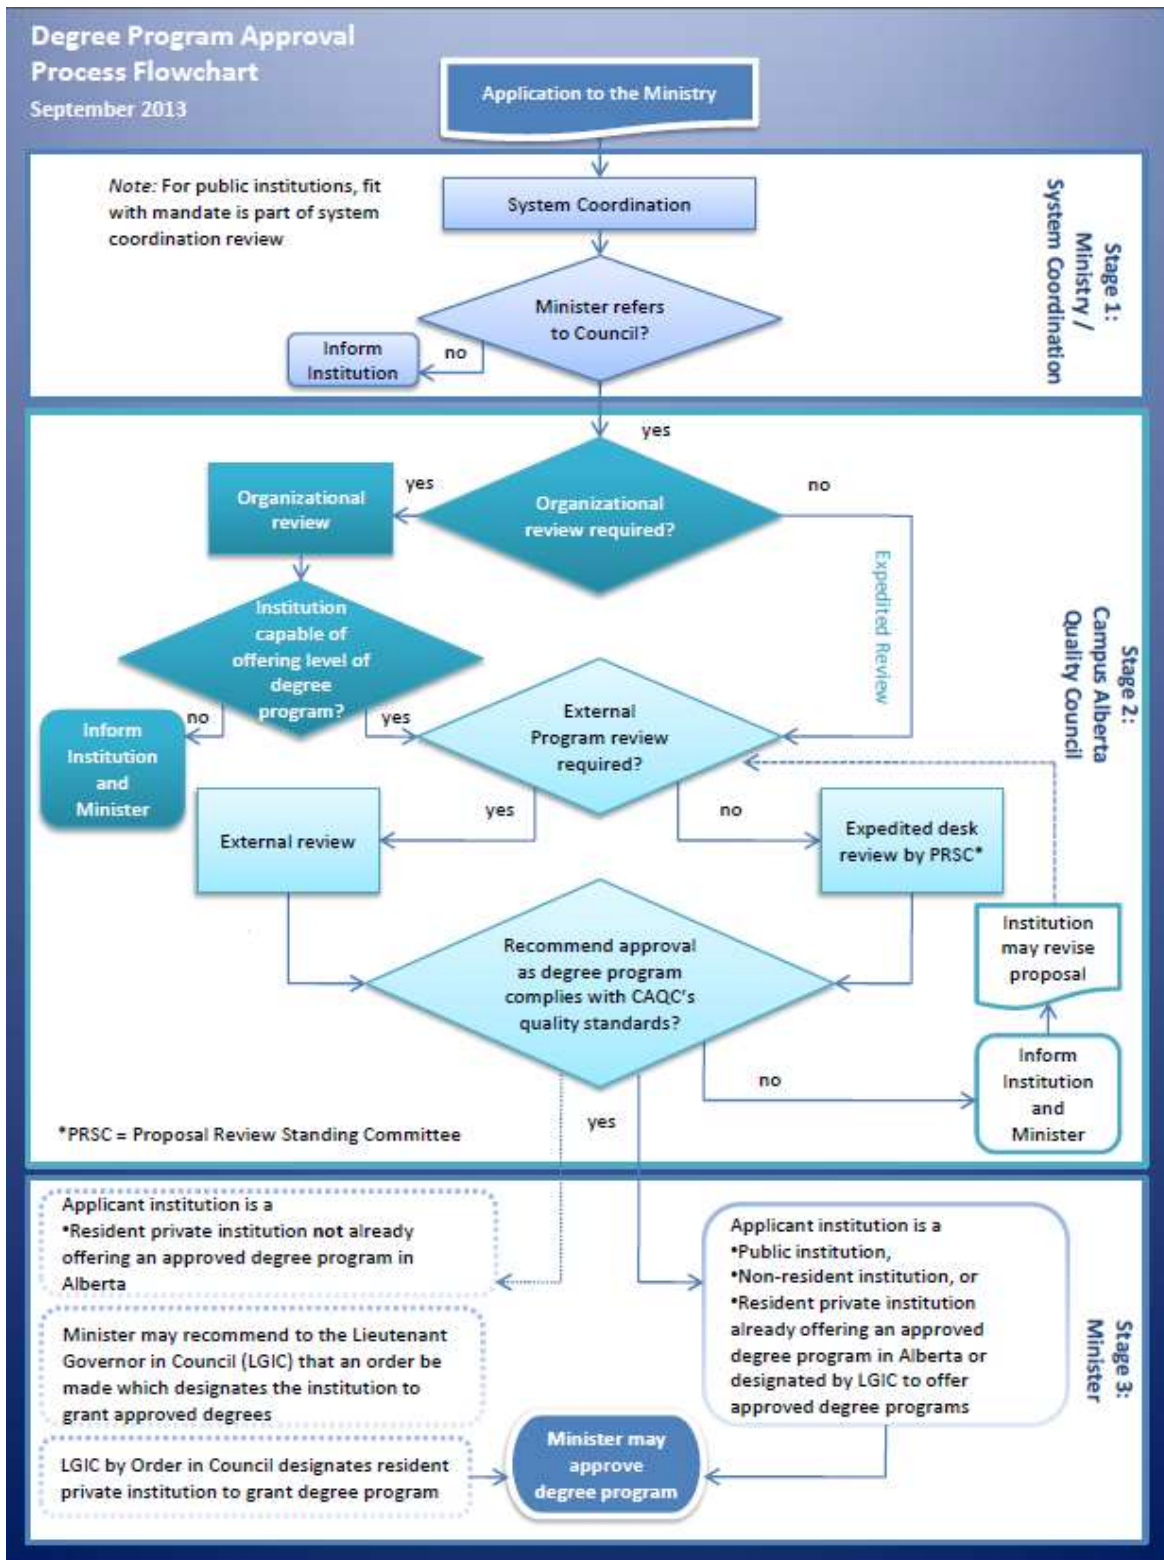 Degree Program Approval
Process Flowchart
September 2013
Application to the Ministry
Note: For public institutions, fit
with mandate is part of system
coordination review
System Coordination
Stage 1:
Ministry /
System Coordination
Minister refers
to Council?
no
Inform
Institution
yes
Organizational
review required?
yes
no
Organizational
review
Expedited Review
Institution
capable of
offering level of
degree
program?
no
yes
Inform
Institution
and
Minister
External
Program review
required?
Stage 2:
Campus Alberta
Quality Council
yes
no
External review
Expedited desk
review by PRSC*
Recommend approval
as degree program
complies with CAQC's
quality standards?
Institution
may revise
proposal
no
Inform
Institution
and
Minister
yes
*PRSC = Proposal Review Standing Committee
Applicant institution is a
•Resident private institution not already
offering an approved degree program in
Alberta
Minister may recommend to the Lieutenant
Governor in Council (LGIC) that an order be
made which designates the institution to
grant approved degrees
LGIC by Order in Council designates resident
private institution to grant degree program
Applicant institution is a
•Public institution,
•Non-resident institution, or
•Resident private institution
already offering an approved
degree program in Alberta or
designated by LGIC to offer
approved degree programs
Stage 3:
Minister
Minister may
approve
degree program